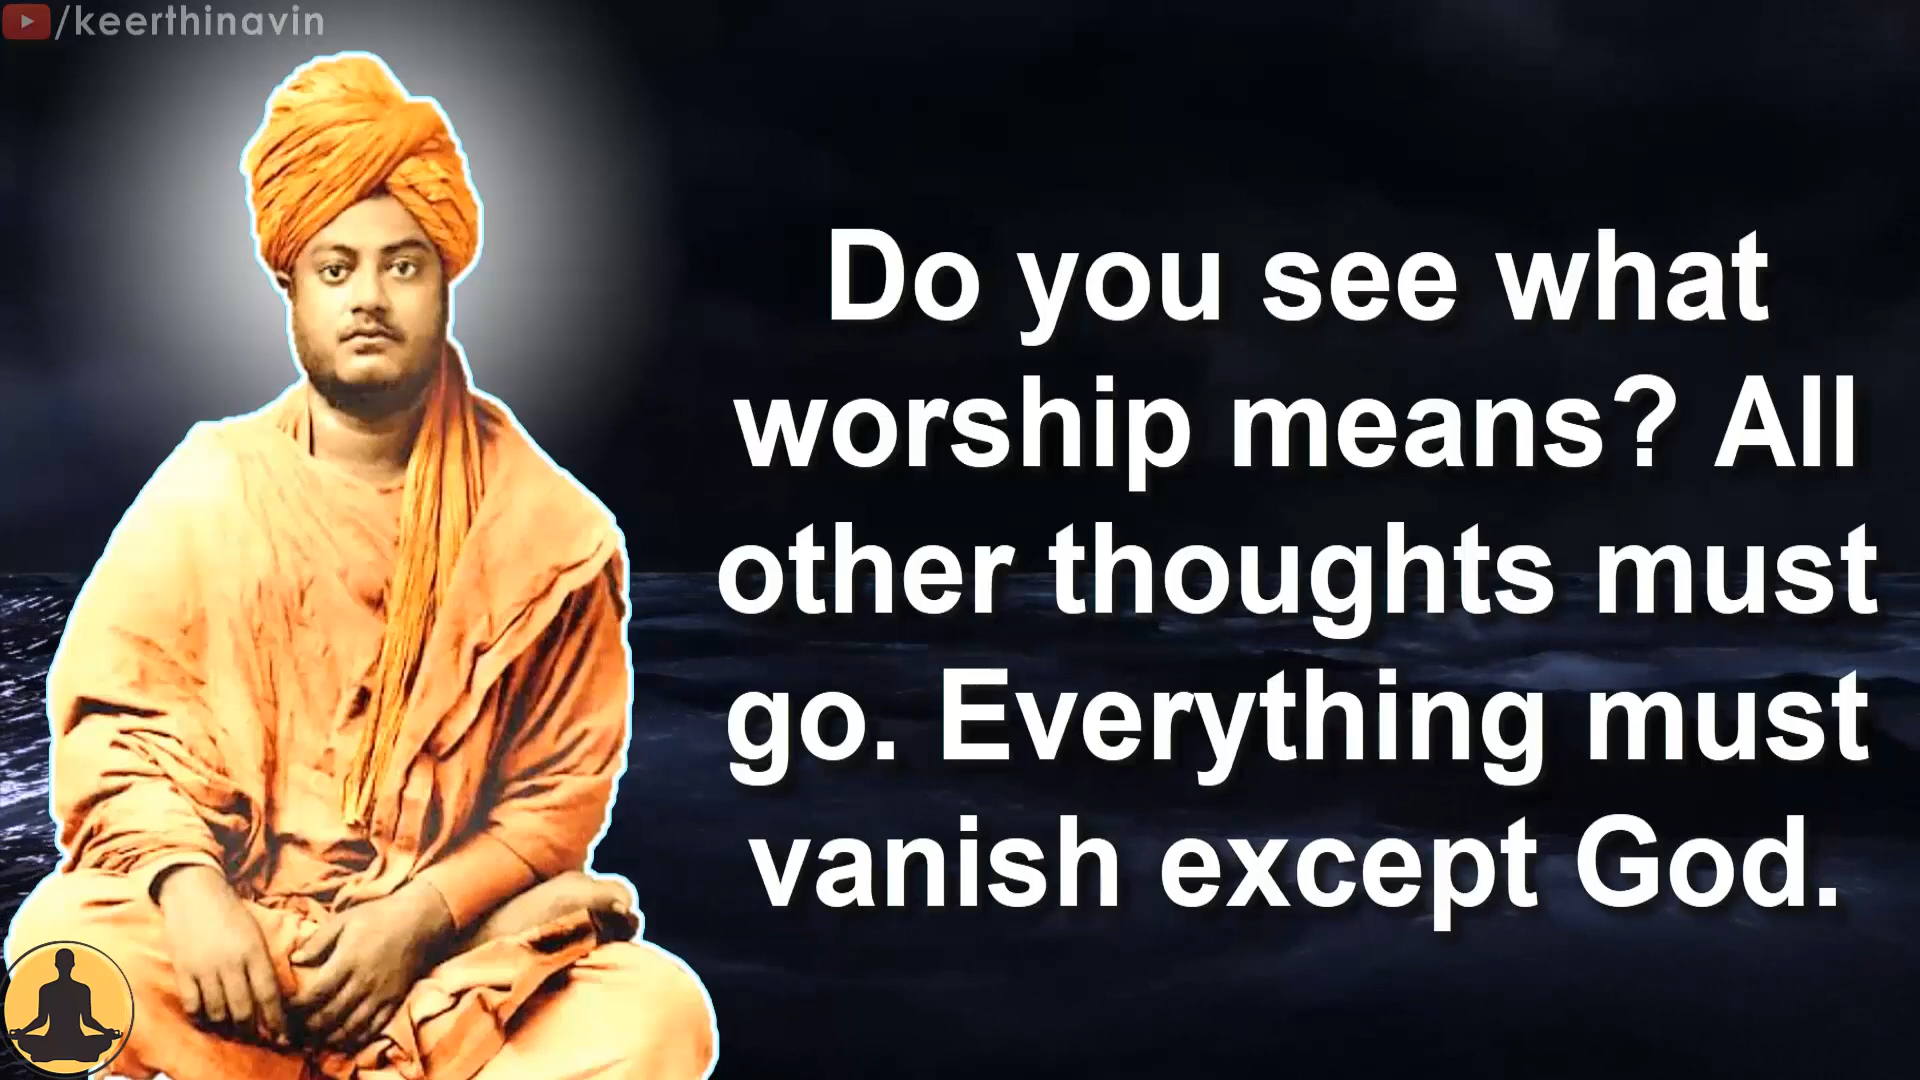 /keerthinavin
Do you see what
worship means? All
other thoughts must
go. Everything must
vanish except God.